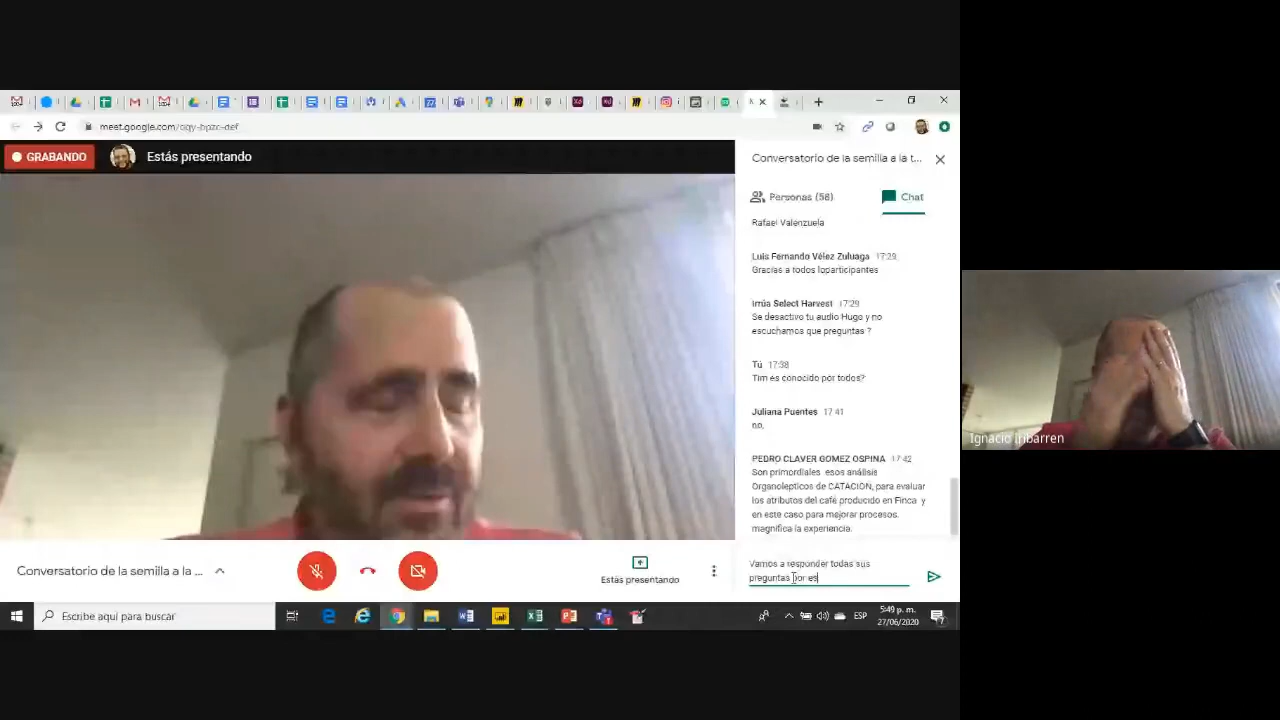 meet.google.com/oqy-bpzc-def
GRABANDO
Estás presentando
Conversatorio de la semilla a la t...
Personas (58)
Chat
Rafael Valenzuela
Luis Fernando Vélez Zuluaga 17:29
Gracias a todos loparticipantes
Irrúa Select Harvest 17:29
Se desactivo tu audio Hugo y no
escuchamos que preguntas ?
Tú 17:38
Tim es conocido por todos?
Juliana Puentes 17:41
no,
PEDRO CLAVER GOMEZ OSPINA 17:42
Son primordiales esos análisis
Organolepticos de CATACION, para evaluar
los atributos del café producido en Finca y
en este caso para mejorar procesos.
magnifica la experiencia.
Vamos a responder todas sus
preguntas por es
Conversatorio de la semilla a la ...
Estás presentando
Ignacio Iribarren
Escribe aquí para buscar
ESP
5:49 p. m.
27/06/2020